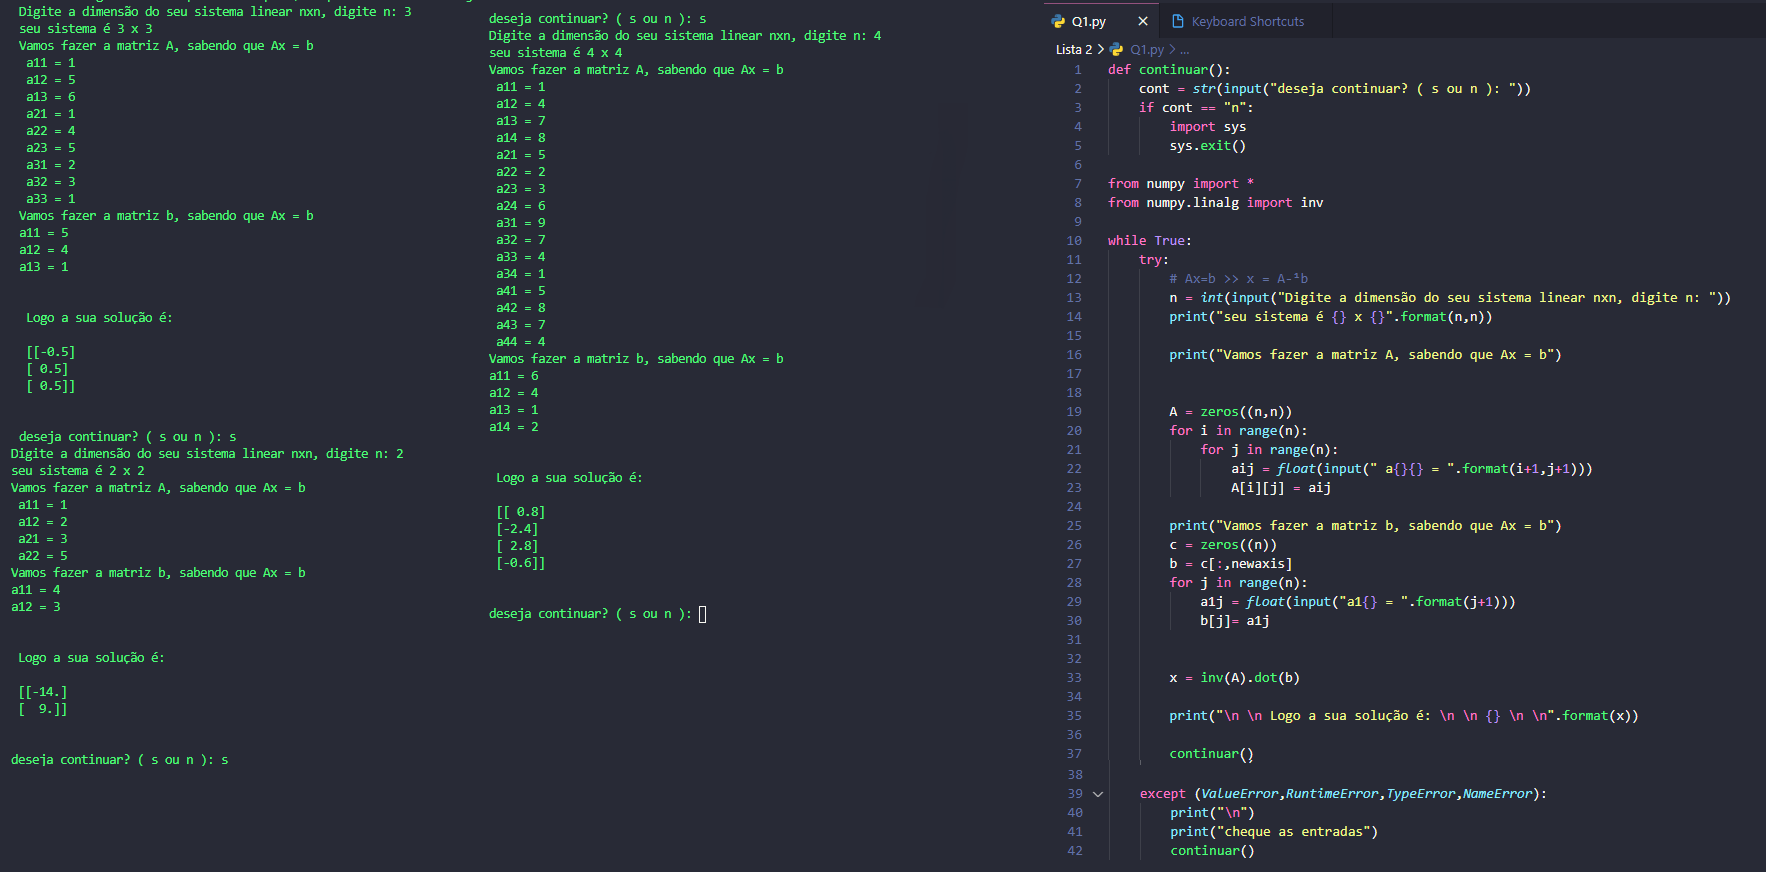 Digite a dimensão do seu sistema linear nxn, digite n: 3
seu sistema é 3 x 3
Vamos fazer a matriz A, sabendo que Ax = b
a11 = 1
a12 = 5
a13 = 6
a21 = 1
a22 = 4
a23 = 5
a31 = 2
a32 = 3
a33 = 1
Vamos fazer a matriz b, sabendo que Ax = b
a11 = 5
a12 = 4
a13 = 1
Logo a sua solução é:
[[-0.5]
[ 0.5]
[ 0.5]]
deseja continuar? ( s ou n ): s
Digite a dimensão do seu sistema linear nxn, digite n: 2
seu sistema é 2 x 2
Vamos fazer a matriz A, sabendo que Ax = b
a11 = 1
a12 = 2
a21 = 3
a22 = 5
Vamos fazer a matriz b, sabendo que Ax = b
a11 = 4
a12 = 3
Logo a sua solução é:
[[-14.]
[  9.]]
deseja continuar? ( s ou n ): s
deseja continuar? ( s ou n ): s
Digite a dimensão do seu sistema linear nxn, digite n: 4
seu sistema é 4 x 4
Vamos fazer a matriz A, sabendo que Ax = b
a11 = 1
a12 = 4
a13 = 7
a14 = 8
a21 = 5
a22 = 2
a23 = 3
a24 = 6
a31 = 9
a32 = 7
a33 = 4
a34 = 1
a41 = 5
a42 = 8
a43 = 7
a44 = 4
Vamos fazer a matriz b, sabendo que Ax = b
a11 = 6
a12 = 4
a13 = 1
a14 = 2
Logo a sua solução é:
[[ 0.8]
[-2.4]
[ 2.8]
[-0.6]]
deseja continuar? ( s ou n ):
Q1.py Keyboard Shortcuts
Lista 2 > Q1.py > ...
1 def continuar():
2 cont = str(input("deseja continuar? ( s ou n ): "))
3 if cont == "n":
4 import sys
5 sys.exit()
6
7 from numpy import *
8 from numpy.linalg import inv
9
10 while True:
11 try:
12 # Ax=b >> x = A-¹b
13 n = int(input("Digite a dimensão do seu sistema linear nxn, digite n: "))
14 print("seu sistema é {} x {}".format(n,n))
15
16 print("Vamos fazer a matriz A, sabendo que Ax = b")
17
18
19 A = zeros((n,n))
20 for i in range(n):
21 for j in range(n):
22 aij = float(input(" a{}{} = ".format(i+1,j+1)))
23 A[i][j] = aij
24
25 print("Vamos fazer a matriz b, sabendo que Ax = b")
26 c = zeros((n))
27 b = c[:,newaxis]
28 for j in range(n):
29 a1j = float(input("a1{} = ".format(j+1)))
30 b[j]= a1j
31
32
33 x = inv(A).dot(b)
34
35 print("\n \n Logo a sua solução é: \n \n {} \n \n".format(x))
36
37 continuar()
38
39 except (ValueError,RuntimeError,TypeError,NameError):
40 print("\n")
41 print("cheque as entradas")
42 continuar()